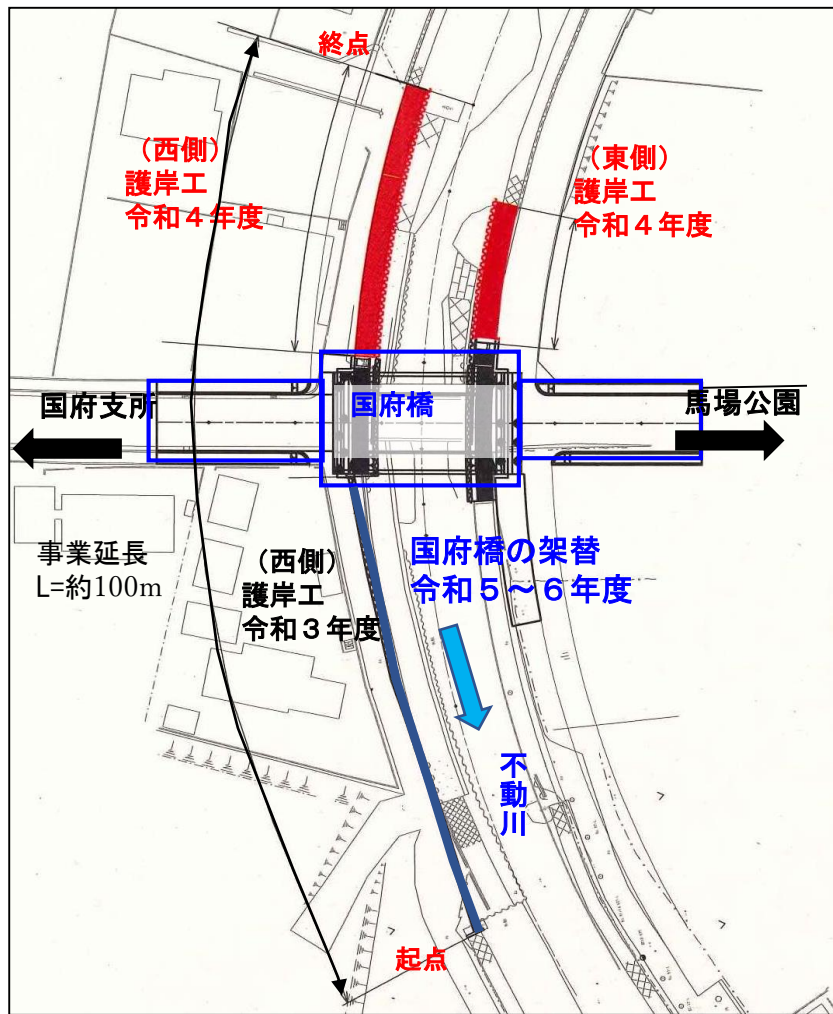 終点
（西側）
護岸工
令和４年度
（東側）
護岸工
令和４年度
国府支所
国府橋
馬場公園
事業延長
L=約100m
（西側）
護岸工
令和３年度
国府橋の架替
令和５～６年度
不動川
起点